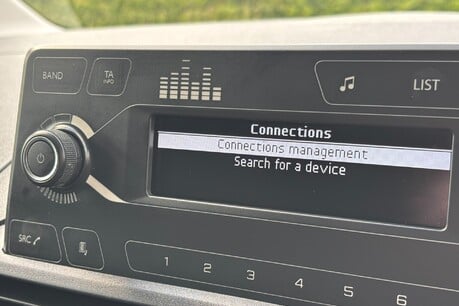 BAND
TA
INFO
LIST
Connections
Connections management
Search for a device
SRC
1 2 3 4 5 6